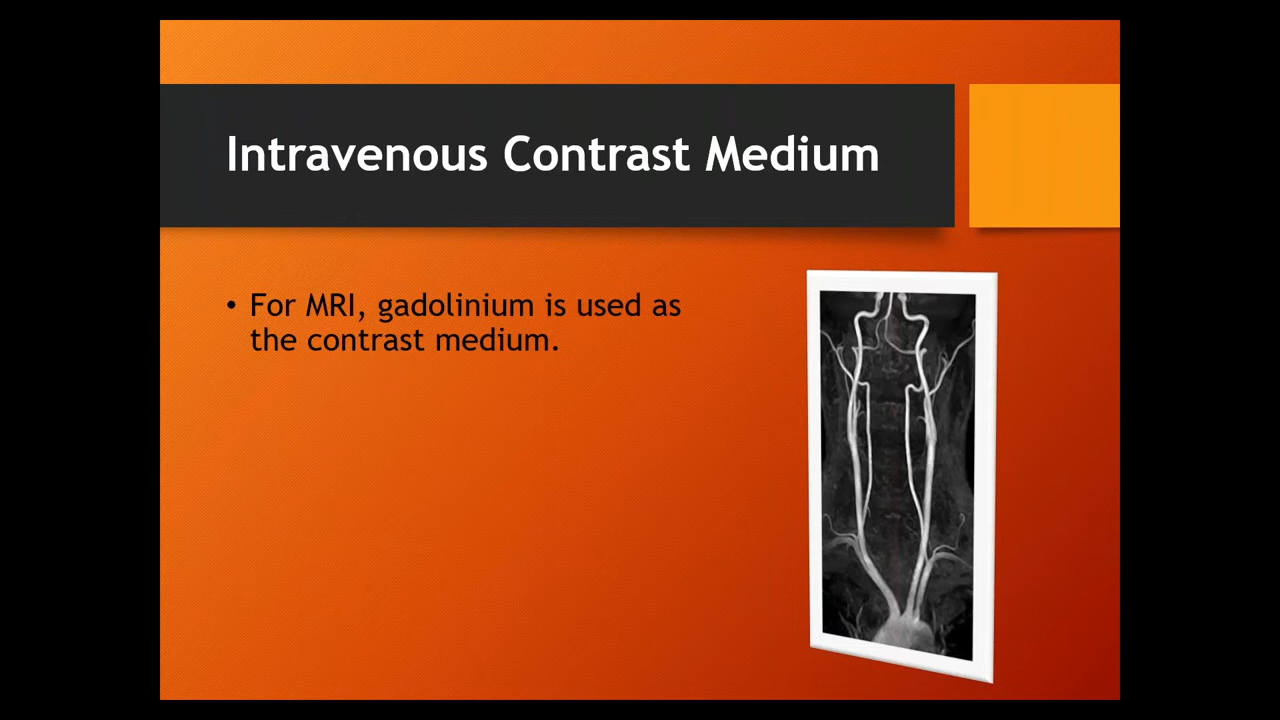 Intravenous Contrast Medium
• For MRI, gadolinium is used as
the contrast medium.